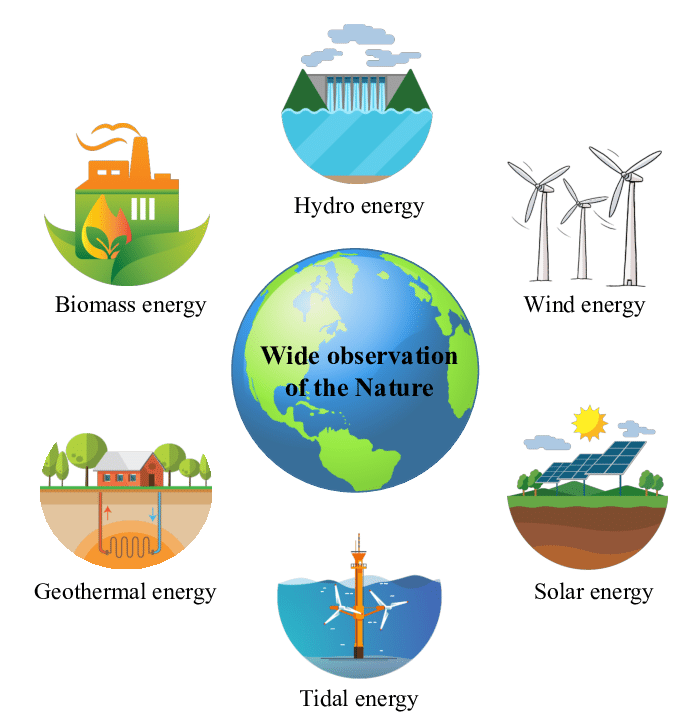 Hydro energy
Biomass energy
Wind energy
Wide observation
of the Nature
Geothermal energy
Solar energy
Tidal energy